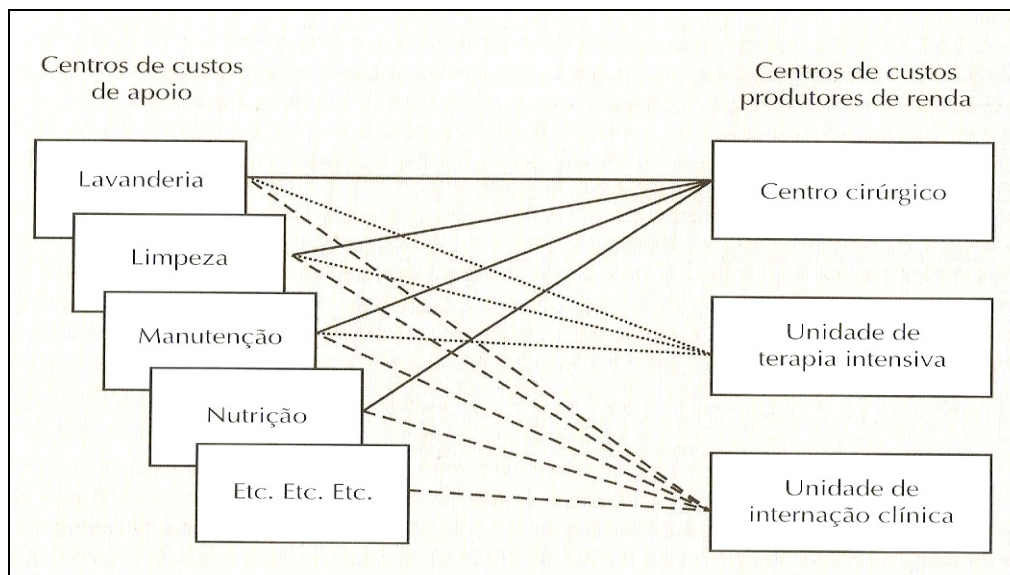 Centros de custos
de apoio
Centros de custos
produtores de renda
Lavanderia
Limpeza
Manutenção
Nutrição
Etc. Etc. Etc.
Centro cirúrgico
Unidade de
terapia intensiva
Unidade de
internação clínica